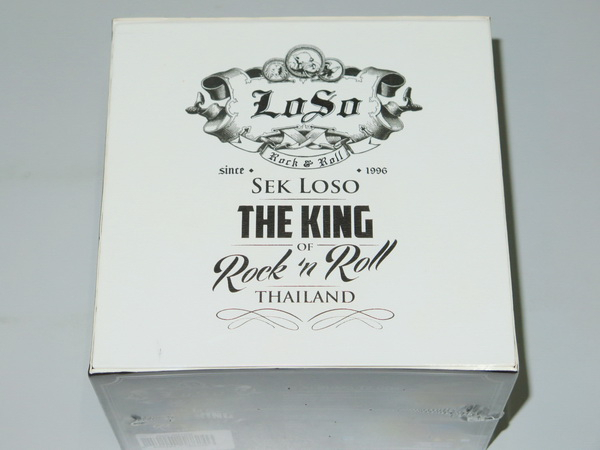 LoSo
Rock & Roll
since 1996
SEK LOSO
THE KING
OF
Rock 'n Roll
THAILAND